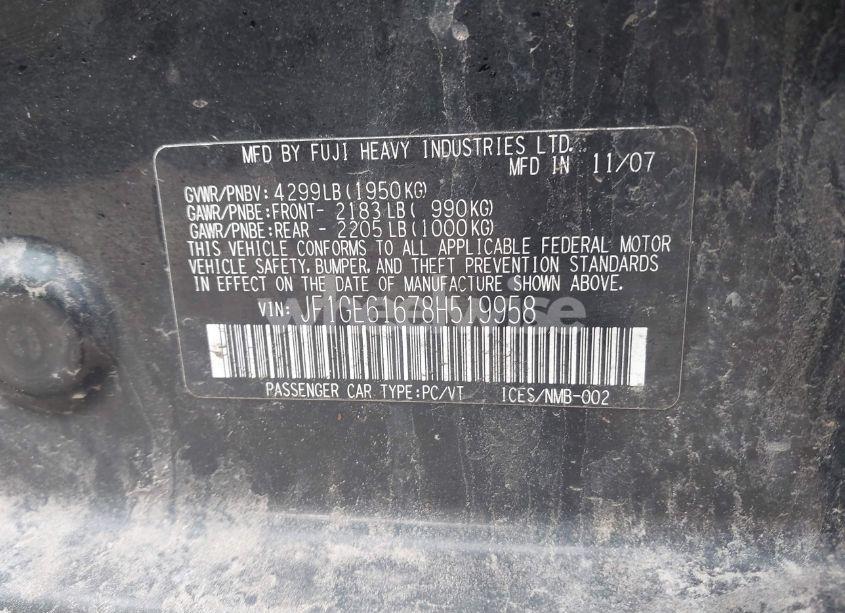 MFD BY FUJI HEAVY INDUSTRIES LTD.
MFD IN 11/07
GVWR/PNBV: 4299LB(1950KG)
GAWR/PNBE:FRONT- 2183LB( 990KG)
GAWR/PNBE:REAR - 2205LB(1000KG)
THIS VEHICLE CONFORMS TO ALL APPLICABLE FEDERAL MOTOR
VEHICLE SAFETY, BUMPER, AND THEFT PREVENTION STANDARDS
IN EFFECT ON THE DATE OF MANUFACTURE SHOWN ABOVE.
VIN: JF1GE61678H519958
PASSENGER CAR TYPE:PC/VT ICES/NMB-002